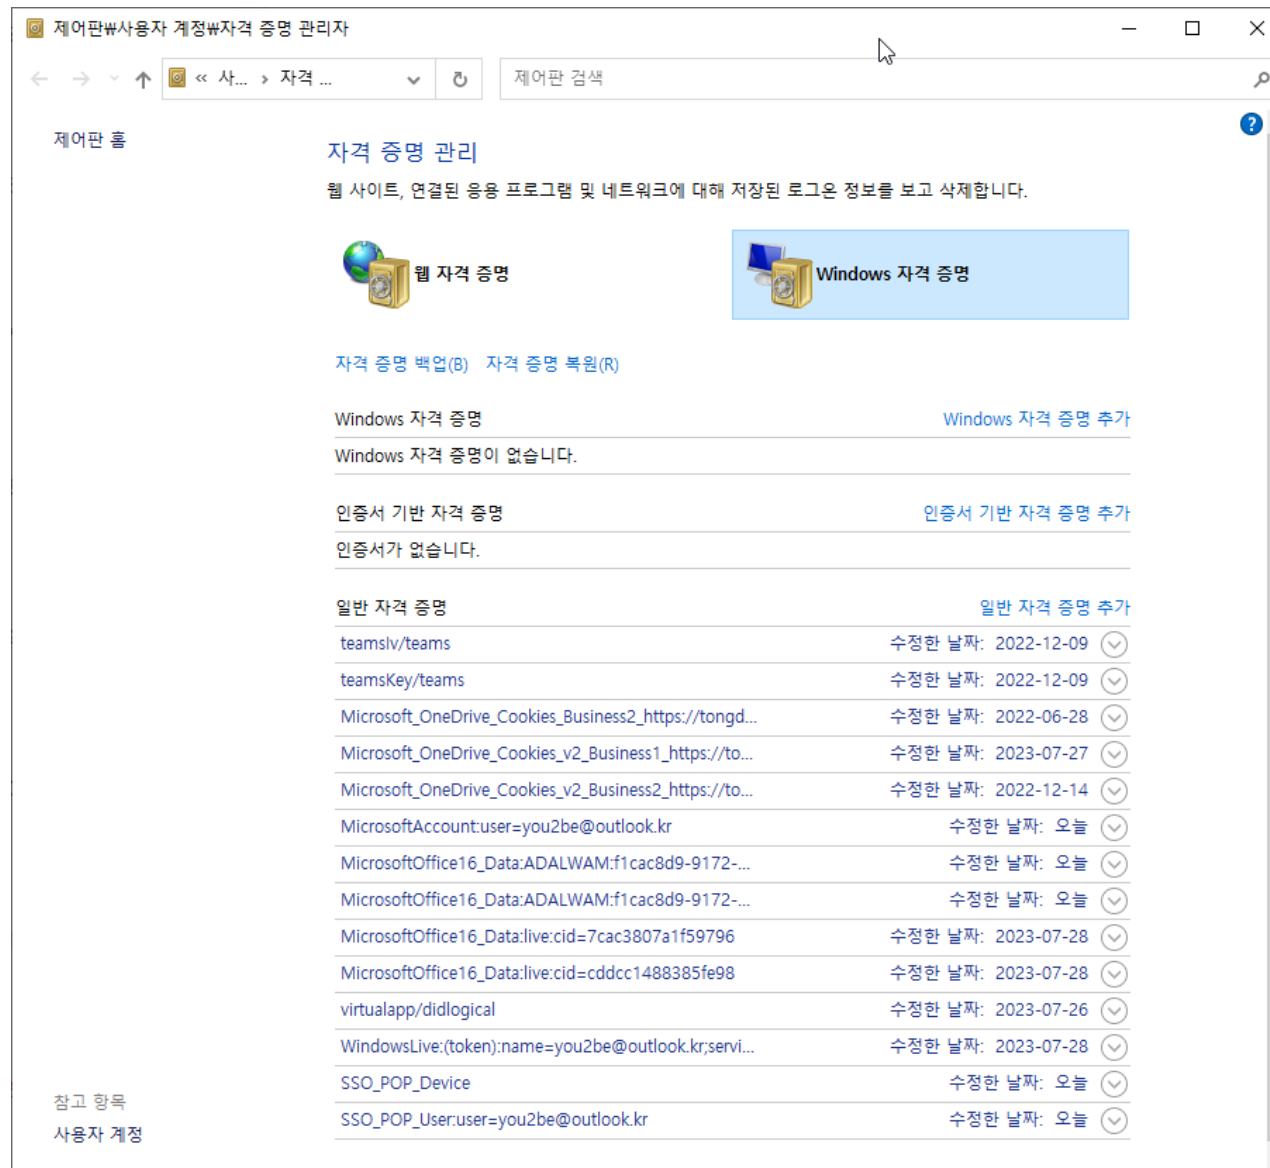 제어판₩사용자 계정₩자격 증명 관리자
« 사... › 자격 ...
제어판 검색
제어판 홈
자격 증명 관리
웹 사이트, 연결된 응용 프로그램 및 네트워크에 대해 저장된 로그온 정보를 보고 삭제합니다.
웹 자격 증명
Windows 자격 증명
자격 증명 백업(B) 자격 증명 복원(R)
Windows 자격 증명 Windows 자격 증명 추가
Windows 자격 증명이 없습니다.
인증서 기반 자격 증명 인증서 기반 자격 증명 추가
인증서가 없습니다.
일반 자격 증명 일반 자격 증명 추가
teamsIv/teams 수정한 날짜: 2022-12-09
teamsKey/teams 수정한 날짜: 2022-12-09
Microsoft_OneDrive_Cookies_Business2_https://tongd... 수정한 날짜: 2022-06-28
Microsoft_OneDrive_Cookies_v2_Business1_https://to... 수정한 날짜: 2023-07-27
Microsoft_OneDrive_Cookies_v2_Business2_https://to... 수정한 날짜: 2022-12-14
MicrosoftAccount:user=you2be@outlook.kr 수정한 날짜: 오늘
MicrosoftOffice16_Data:ADALWAM:f1cac8d9-9172-... 수정한 날짜: 오늘
MicrosoftOffice16_Data:ADALWAM:f1cac8d9-9172-... 수정한 날짜: 오늘
MicrosoftOffice16_Data:live:cid=7cac3807a1f59796 수정한 날짜: 2023-07-28
MicrosoftOffice16_Data:live:cid=cddcc1488385fe98 수정한 날짜: 2023-07-28
virtualapp/didlogical 수정한 날짜: 2023-07-26
WindowsLive:(token):name=you2be@outlook.kr;servi... 수정한 날짜: 2023-07-28
SSO_POP_Device 수정한 날짜: 오늘
SSO_POP_User:user=you2be@outlook.kr 수정한 날짜: 오늘
참고 항목
사용자 계정